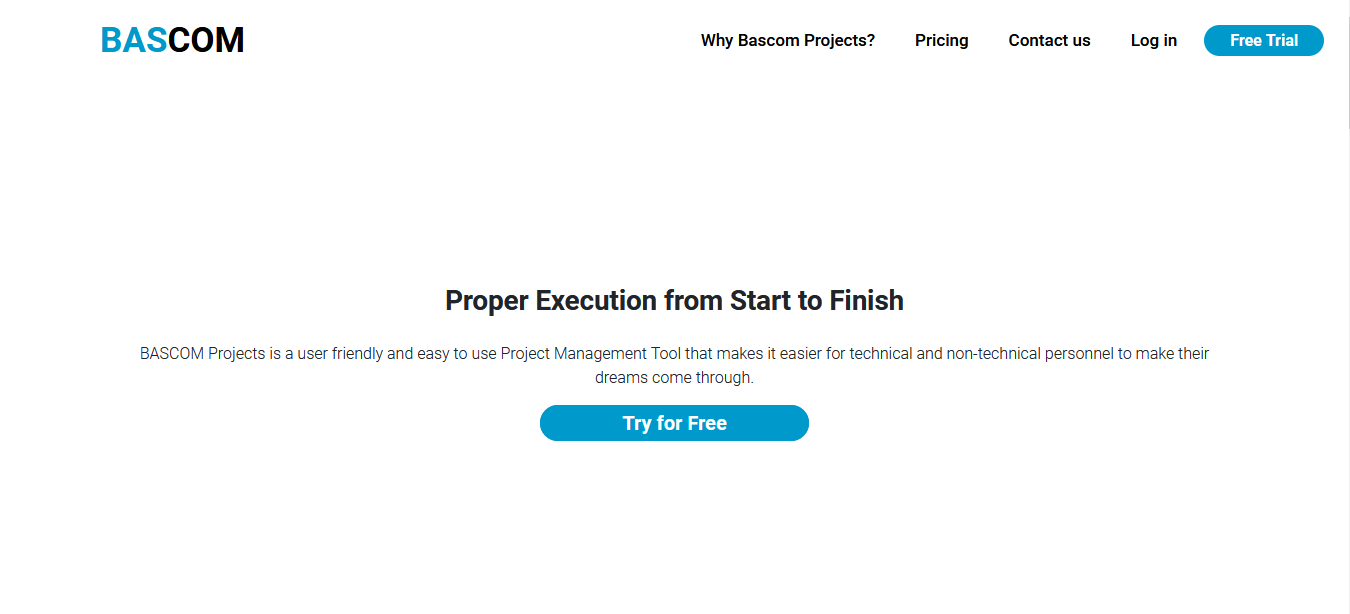 BASCOM
Why Bascom Projects?
Pricing
Contact us
Log in
Free Trial
Proper Execution from Start to Finish
BASCOM Projects is a user friendly and easy to use Project Management Tool that makes it easier for technical and non-technical personnel to make their
dreams come through.
Try for Free